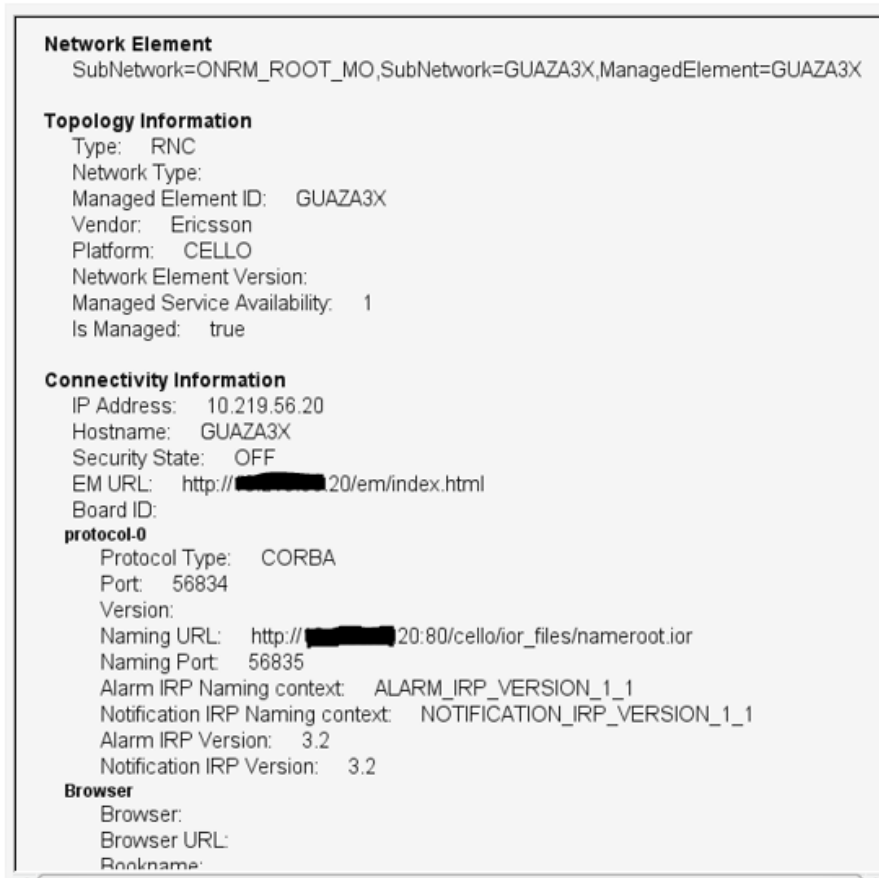 Network Element
SubNetwork=ONRM_ROOT_MO,SubNetwork=GUAZA3X,ManagedElement=GUAZA3X
Topology Information
Type: RNC
Network Type:
Managed Element ID: GUAZA3X
Vendor: Ericsson
Platform: CELLO
Network Element Version:
Managed Service Availability: 1
Is Managed: true
Connectivity Information
IP Address: 10.219.56.20
Hostname: GUAZA3X
Security State: OFF
EM URL: http:// .20/em/index.html
Board ID:
protocol-0
Protocol Type: CORBA
Port: 56834
Version:
Naming URL: http:// 20:80/cello/ior_files/nameroot.ior
Naming Port: 56835
Alarm IRP Naming context: ALARM_IRP_VERSION_1_1
Notification IRP Naming context: NOTIFICATION_IRP_VERSION_1_1
Alarm IRP Version: 3.2
Notification IRP Version: 3.2
Browser
Browser:
Browser URL:
Bookname: